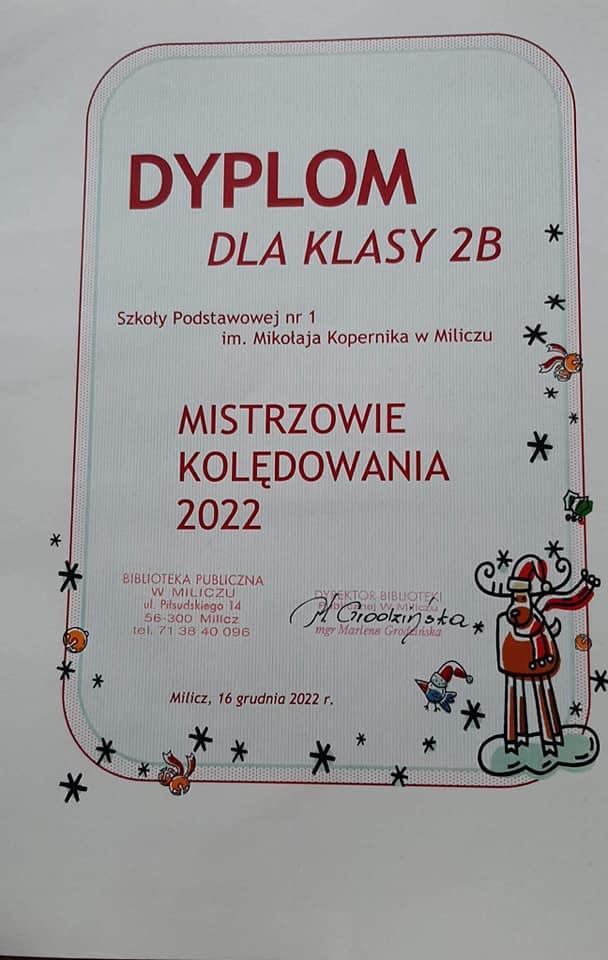 DYPLOM
DLA KLASY 2B
Szkoły Podstawowej nr 1
im. Mikołaja Kopernika w Miliczu
MISTRZOWIE
KOLĘDOWANIA
2022
BIBLIOTEKA PUBLICZNA
W MILICZU
ul. Piłsudskiego 14
56-300 Milicz
tel. 71 38 40 096
DYREKTOR BIBLIOTEKI
Publicznej W Miliczu
M. Grodzińska
mgr Marlena Grodzińska
Milicz, 16 grudnia 2022 r.